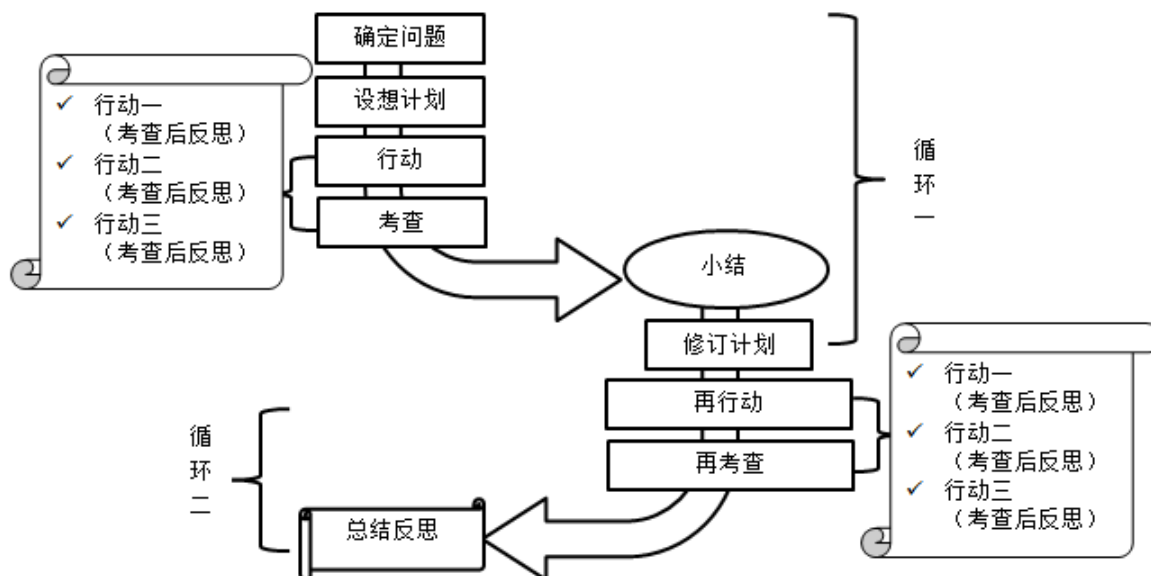 确定问题
设想计划
行动
考查
✓ 行动一
（考查后反思）
✓ 行动二
（考查后反思）
✓ 行动三
（考查后反思）
循
环
一
小结
修订计划
再行动
再考查
✓ 行动一
（考查后反思）
✓ 行动二
（考查后反思）
✓ 行动三
（考查后反思）
循
环
二
总结反思